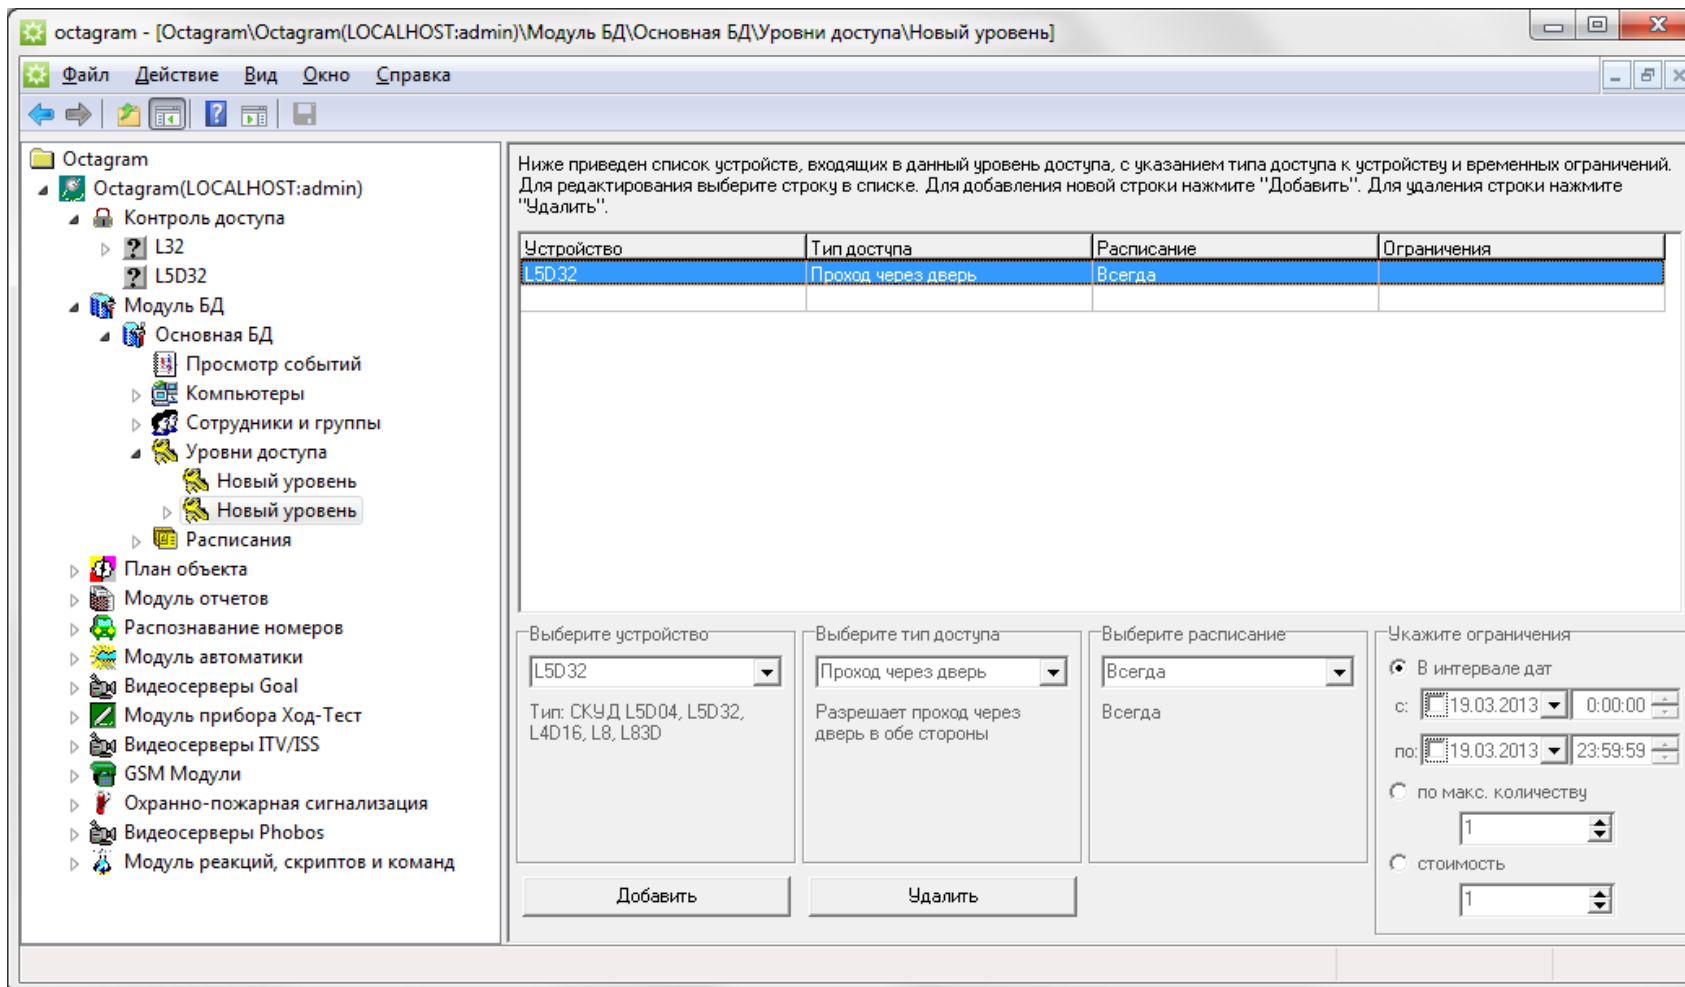 octagram - [Octagram\Octagram(LOCALHOST:admin)\Модуль БД\Основная БД\Уровни доступа\Новый уровень]
Файл Действие Вид Окно Справка
Octagram
Octagram(LOCALHOST:admin)
Контроль доступа
L32
L5D32
Модуль БД
Основная БД
Просмотр событий
Компьютеры
Сотрудники и группы
Уровни доступа
Новый уровень
Новый уровень
Расписания
План объекта
Модуль отчетов
Распознавание номеров
Модуль автоматики
Видеосерверы Goal
Модуль прибора Ход-Тест
Видеосерверы ITV/ISS
GSM Модули
Охранно-пожарная сигнализация
Видеосерверы Phobos
Модуль реакций, скриптов и команд
Ниже приведен список устройств, входящих в данный уровень доступа, с указанием типа доступа к устройству и временных ограничений.
Для редактирования выберите строку в списке. Для добавления новой строки нажмите "Добавить". Для удаления строки нажмите
"Удалить".
Устройство Тип доступа Расписание Ограничения
L5D32 Проход через дверь Всегда
Выберите устройство
L5D32
Тип: СКУД L5D04, L5D32,
L4D16, L8, L83D
Выберите тип доступа
Проход через дверь
Разрешает проход через
дверь в обе стороны
Выберите расписание
Всегда
Всегда
Укажите ограничения
В интервале дат
с: 19.03.2013 0:00:00
по: 19.03.2013 23:59:59
по макс. количеству
1
стоимость
1
Добавить Удалить